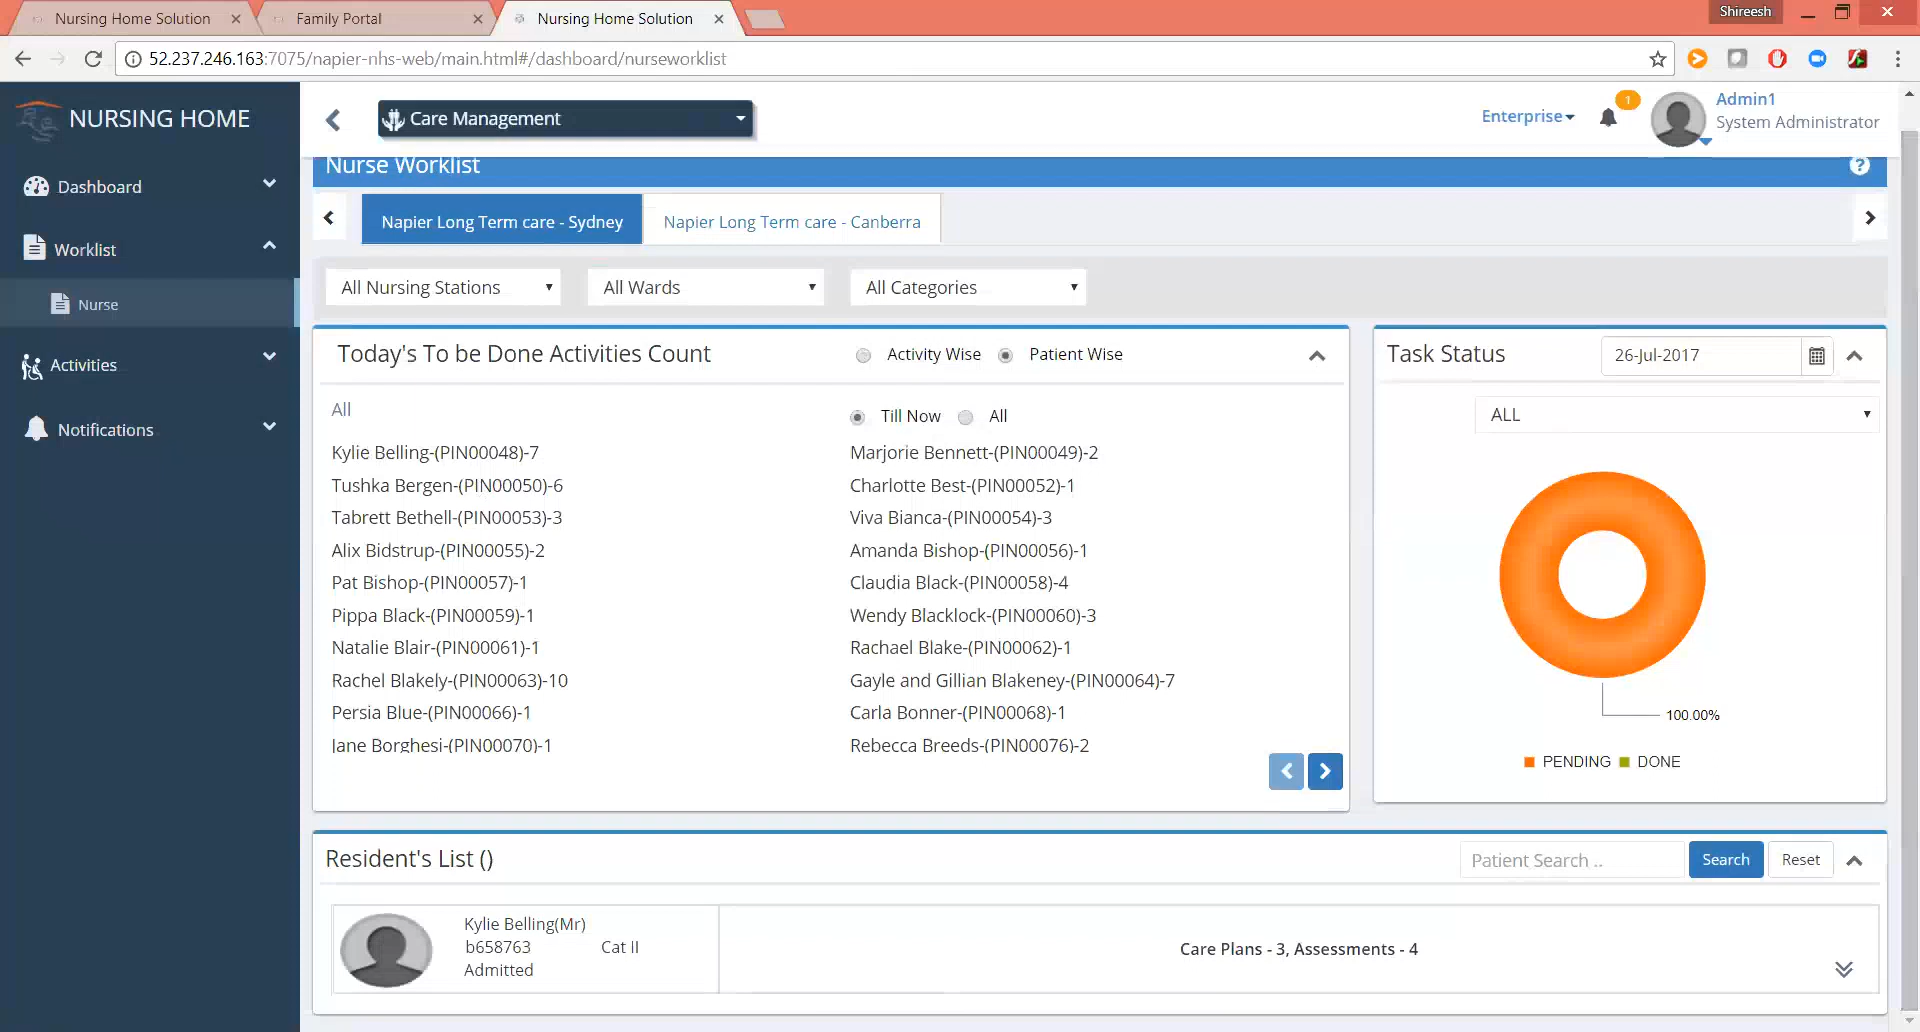 Nursing Home Solution
Family Portal
Nursing Home Solution
Shireesh
52.237.246.163:7075/napier-nhs-web/main.html#/dashboard/nurseworklist
NURSING HOME
Care Management
Enterprise
1
Admin1
System Administrator
Dashboard
Worklist
Nurse
Activities
Notifications
Nurse Worklist
?
Napier Long Term care - Sydney
Napier Long Term care - Canberra
All Nursing Stations
All Wards
All Categories
Today's To be Done Activities Count
Activity Wise
Patient Wise
All
Till Now
All
Kylie Belling-(PIN00048)-7
Marjorie Bennett-(PIN00049)-2
Tushka Bergen-(PIN00050)-6
Charlotte Best-(PIN00052)-1
Tabrett Bethell-(PIN00053)-3
Viva Bianca-(PIN00054)-3
Alix Bidstrup-(PIN00055)-2
Amanda Bishop-(PIN00056)-1
Pat Bishop-(PIN00057)-1
Claudia Black-(PIN00058)-4
Pippa Black-(PIN00059)-1
Wendy Blacklock-(PIN00060)-3
Natalie Blair-(PIN00061)-1
Rachael Blake-(PIN00062)-1
Rachel Blakely-(PIN00063)-10
Gayle and Gillian Blakeney-(PIN00064)-7
Persia Blue-(PIN00066)-1
Carla Bonner-(PIN00068)-1
Jane Borghesi-(PIN00070)-1
Rebecca Breeds-(PIN00076)-2
Task Status
26-Jul-2017
ALL
100.00%
PENDING
DONE
Resident's List ()
Patient Search ..
Search
Reset
Kylie Belling(Mr)
b658763
Cat II
Admitted
Care Plans - 3, Assessments - 4